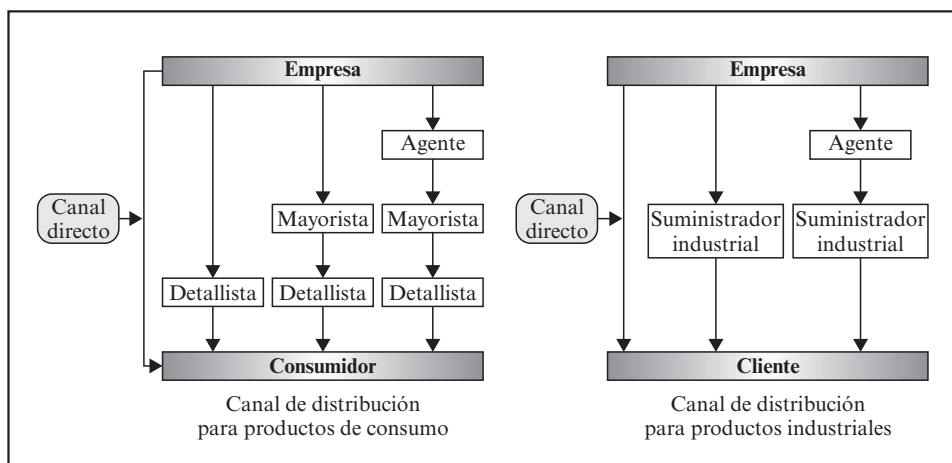 Empresa
Agente
Canal
directo
Mayorista
Mayorista
Detallista
Detallista
Detallista
Consumidor
Canal de distribución
para productos de consumo
Empresa
Agente
Canal
directo
Suministrador
industrial
Suministrador
industrial
Cliente
Canal de distribución
para productos industriales